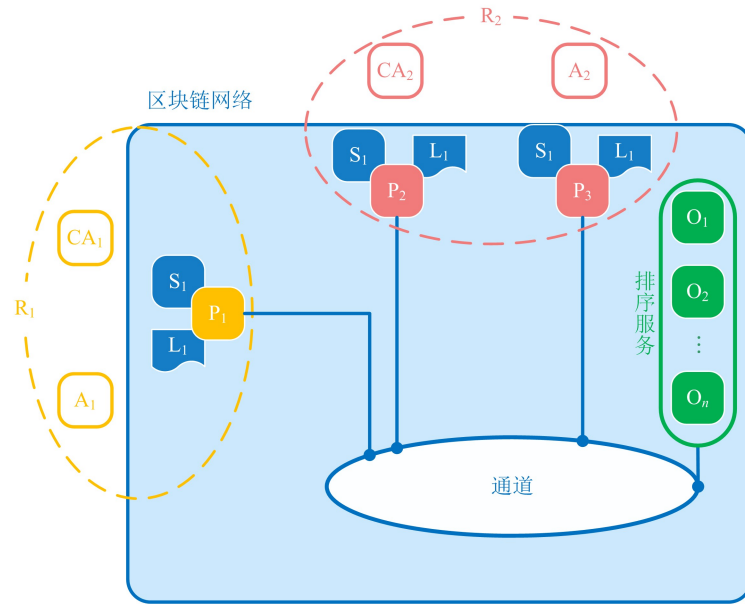 R₂
CA₂
A₂
区块链网络
S₁
L₁
P₂
S₁
L₁
P₃
CA₁
R₁
A₁
S₁
P₁
L₁
O₁
O₂
⋮
Oₙ
排序服务
通道